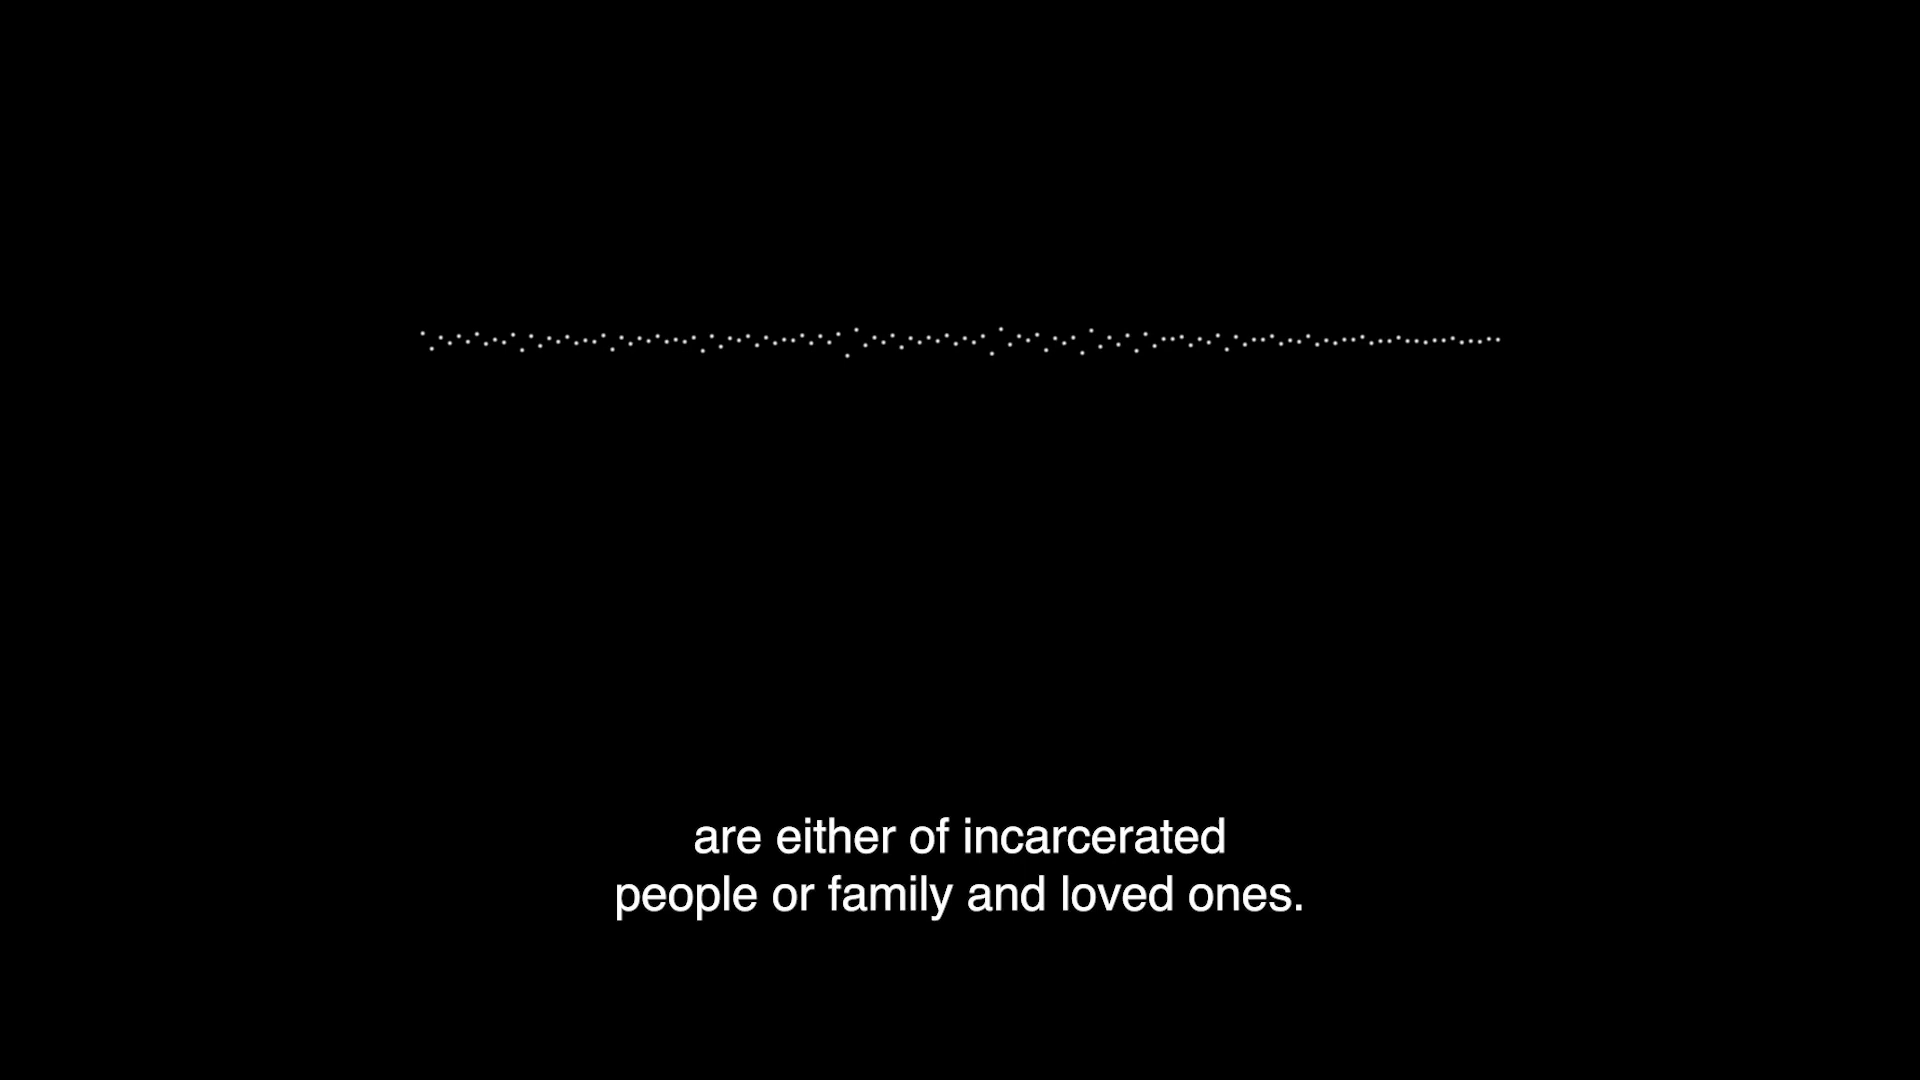 are either of incarcerated
people or family and loved ones.